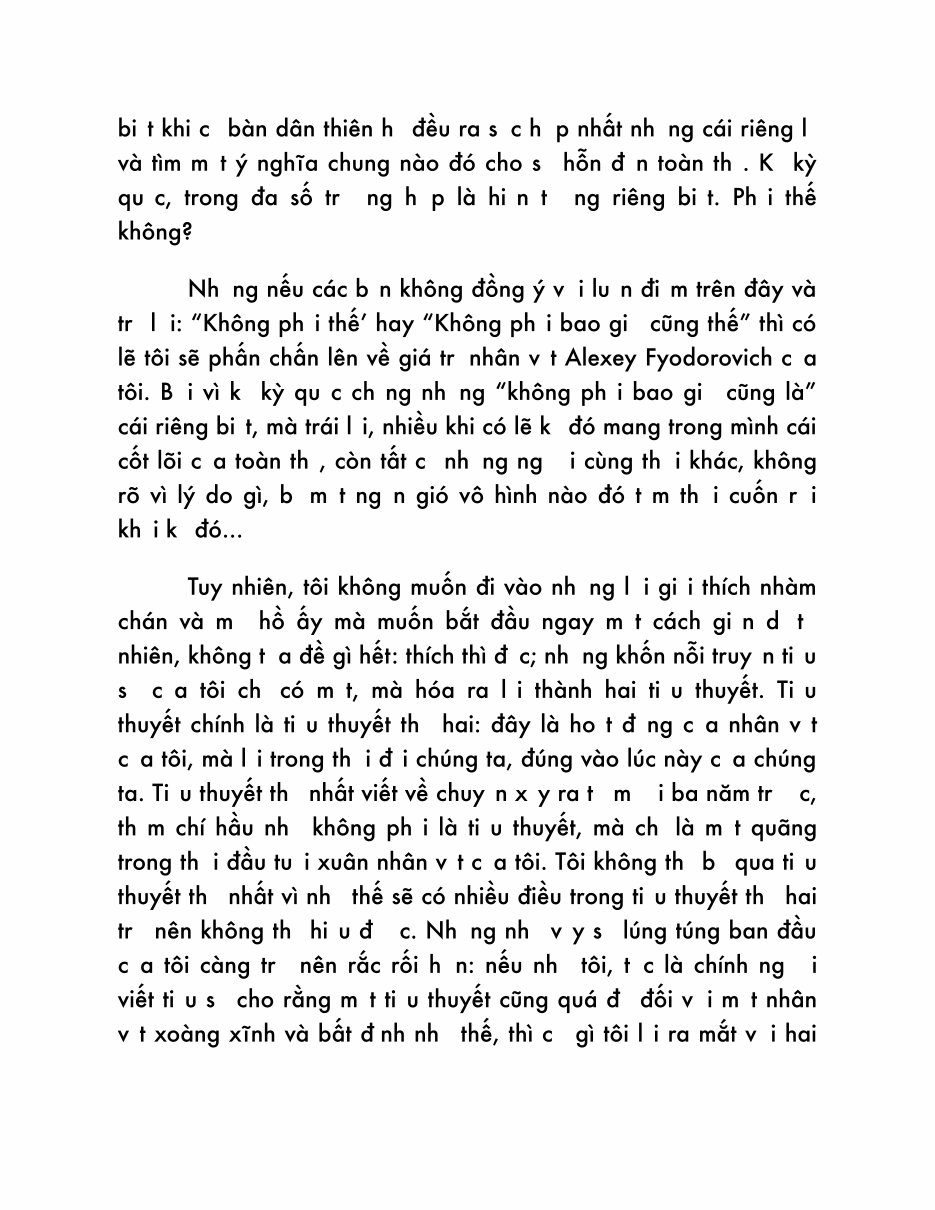 bi t khi c  bàn dân thiên h  đều ra s c h p nhất nh ng cái riêng l
và tìm m t ý nghĩa chung nào đó cho s  hỗn đ n toàn th . K  kỳ
qu c, trong đa số tr  ng h p là hi n t  ng riêng bi t. Ph i thế
không?
Nh ng nếu các b n không đồng ý v i lu n đi m trên đây và
tr  l i: “Không ph i thế’ hay “Không ph i bao gi  cũng thế” thì có
lẽ tôi sẽ phấn chấn lên về giá tr  nhân v t Alexey Fyodorovich c a
tôi. B i vì k  kỳ qu c ch ng nh ng “không ph i bao gi  cũng là”
cái riêng bi t, mà trái l i, nhiều khi có lẽ k  đó mang trong mình cái
cốt lõi c a toàn th , còn tất c  nh ng ng  i cùng th i khác, không
rõ vì lý do gì, b  m t ng n gió vô hình nào đó t m th i cuốn r i
kh i k  đó...
Tuy nhiên, tôi không muốn đi vào nh ng l i gi i thích nhàm
chán và m  hồ ấy mà muốn bắt đầu ngay m t cách gi n d  t
nhiên, không t a đề gì hết: thích thì đ c; nh ng khốn nỗi truy n ti u
s  c a tôi ch  có m t, mà hóa ra l i thành hai ti u thuyết. Ti u
thuyết chính là ti u thuyết th  hai: đây là ho t đ ng c a nhân v t
c a tôi, mà l i trong th i đ i chúng ta, đúng vào lúc này c a chúng
ta. Ti u thuyết th  nhất viết về chuy n x y ra t  m  i ba năm tr  c,
th m chí hầu nh  không ph i là ti u thuyết, mà ch  là m t quãng
trong th i đầu tu i xuân nhân v t c a tôi. Tôi không th  b  qua ti u
thuyết th  nhất vì nh  thế sẽ có nhiều điều trong ti u thuyết th  hai
tr  nên không th  hi u đ  c. Nh ng nh  v y s  lúng túng ban đầu
c a tôi càng tr  nên rắc rối h n: nếu nh  tôi, t c là chính ng  i
viết ti u s  cho rằng m t ti u thuyết cũng quá đ  đối v i m t nhân
v t xoàng xĩnh và bất đ nh nh  thế, thì c  gì tôi l i ra mắt v i hai